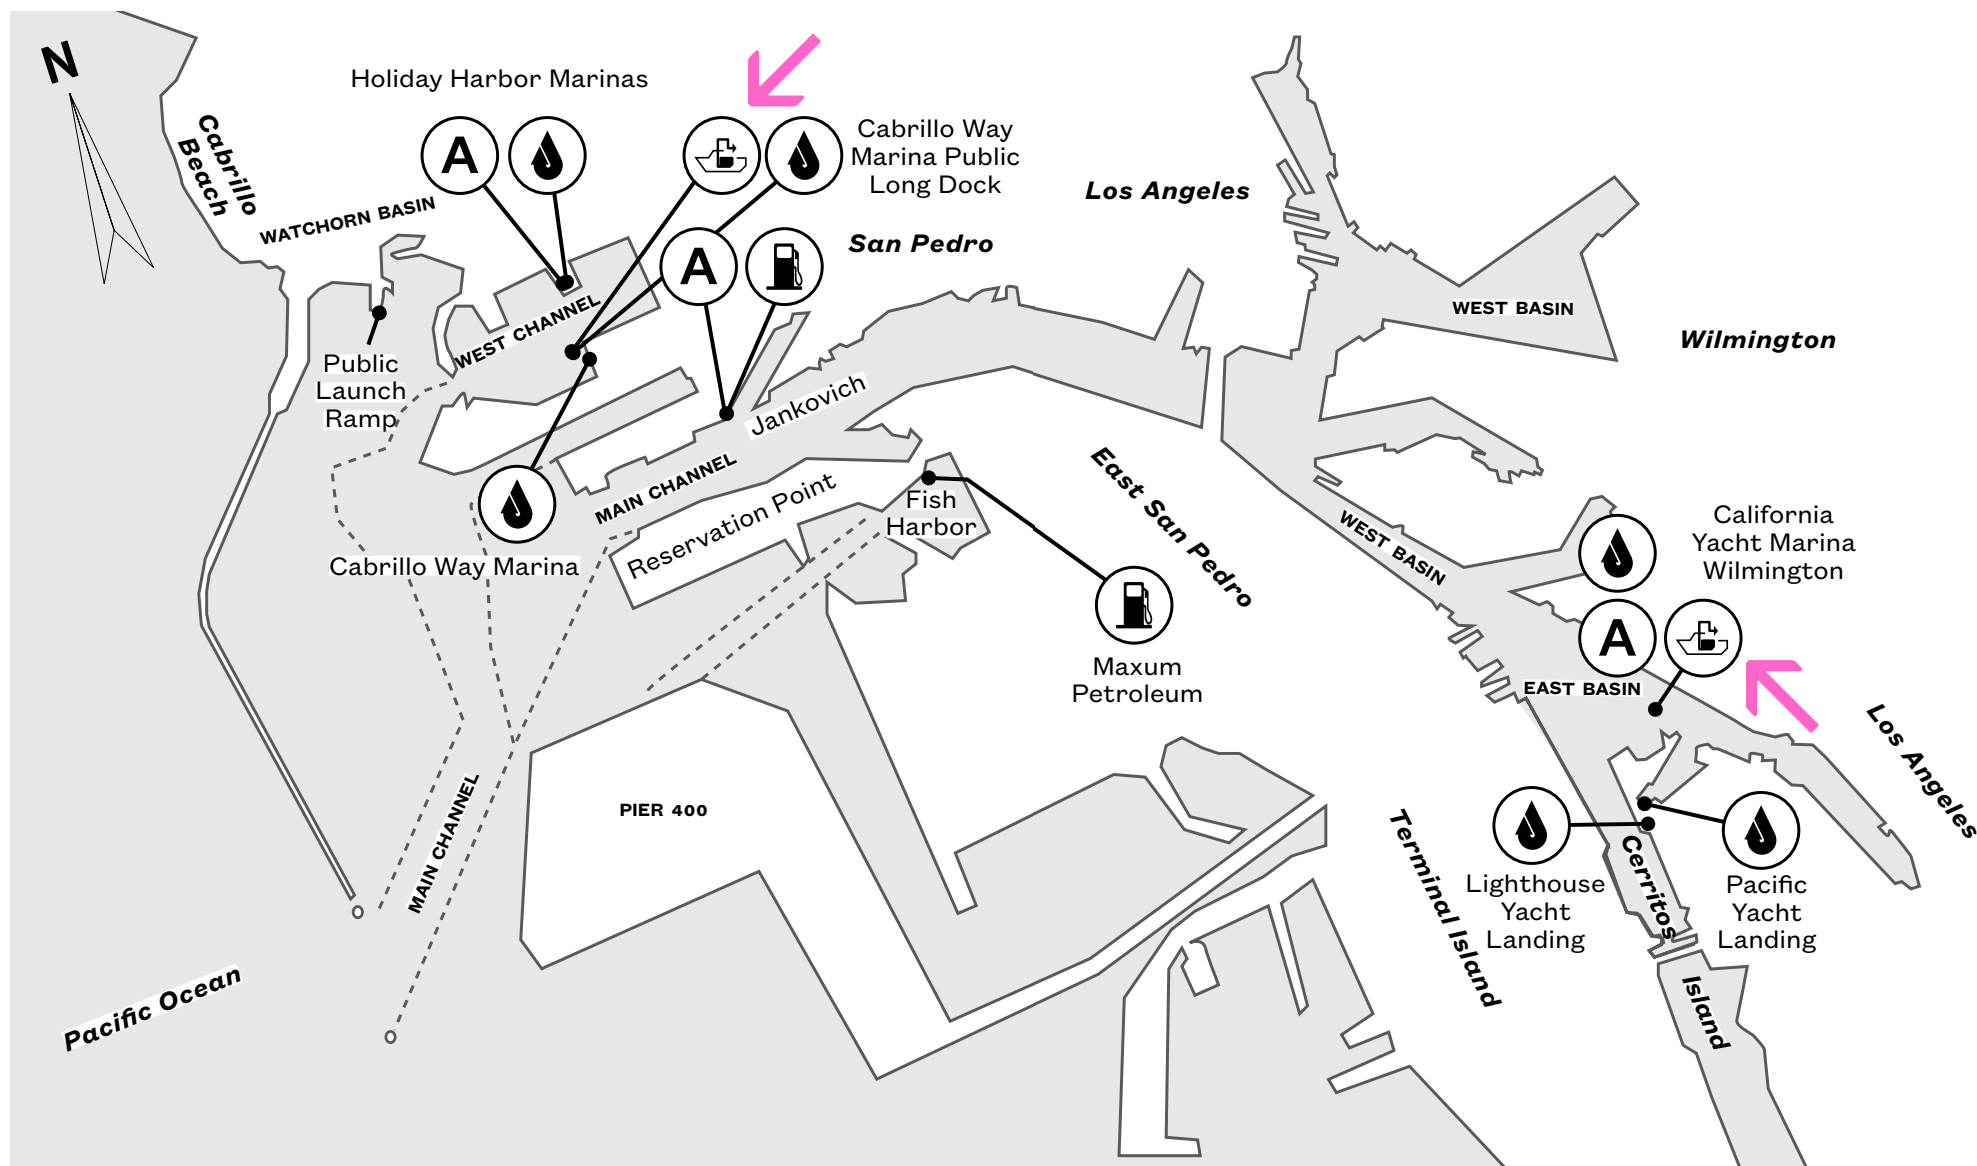 N
Holiday Harbor Marinas
Cabrillo
Beach
A
Cabrillo Way
Marina Public
Long Dock
Los Angeles
WATCHORN BASIN
San Pedro
A
WEST CHANNEL
WEST BASIN
Wilmington
Public
Launch
Ramp
Jankovich
MAIN CHANNEL
Reservation Point
Fish
Harbor
East San Pedro
WEST BASIN
California
Yacht Marina
Wilmington
Cabrillo Way Marina
A
Maxum
Petroleum
EAST BASIN
Los Angeles
PIER 400
MAIN CHANNEL
Terminal Island
Cerritos
Island
Lighthouse
Yacht
Landing
Pacific
Yacht
Landing
Pacific Ocean